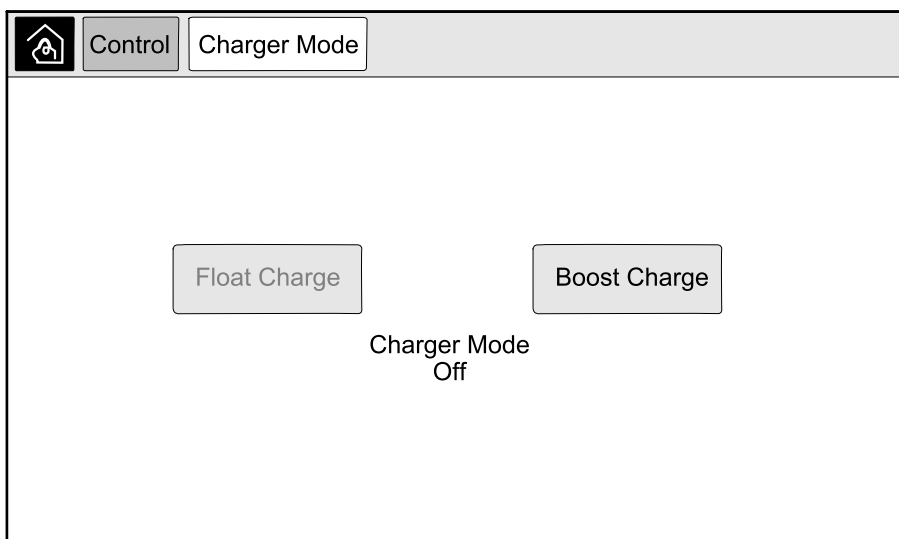 Control
Charger Mode
Float Charge
Boost Charge
Charger Mode
Off